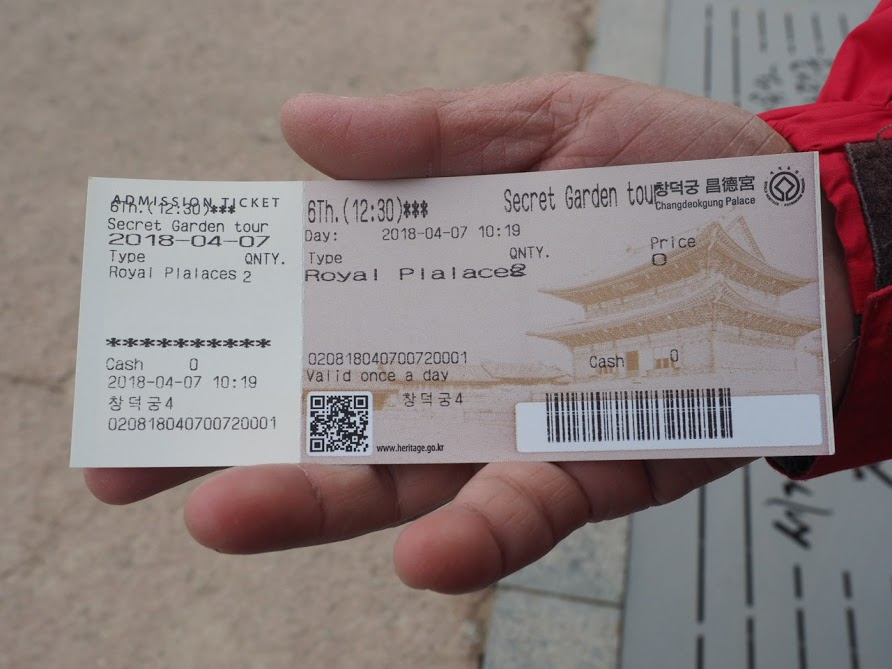 ADMISSION TICKET
6Th.(12:30)***
Secret Garden tour
2018-04-07
Type QNTY.
Royal Plalaces 2
**********
Cash 0
2018-04-07 10:19
창덕궁4
020818040700720001
6Th.(12:30)*** Secret Garden tour
창덕궁 昌德宮
Changdeokgung Palace
Day: 2018-04-07 10:19
Type QNTY. Price
Royal Plalace 0
020818040700720001 Cash 0
Valid once a day
창덕궁4
www.heritage.go.kr